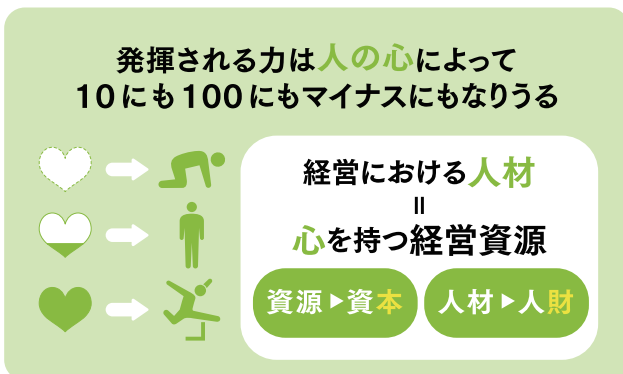 発揮される力は人の心によって
10にも100にもマイナスにもなりうる
経営における人材
=
心を持つ経営資源
資源▶資本
人材▶人財